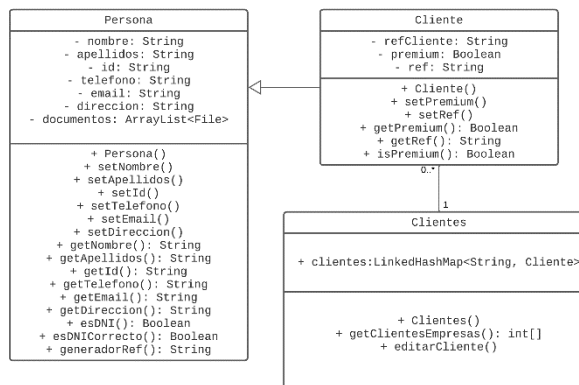 Persona
- nombre: String
- apellidos: String
- id: String
- telefono: String
- email: String
- direccion: String
- documentos: ArrayList<File>
+ Persona()
+ setNombre()
+ setApellidos()
+ setId()
+ setTelefono()
+ setEmail()
+ setDireccion()
+ getNombre(): String
+ getApellidos(): String
+ getId(): String
+ getTelefono(): String
+ getEmail(): String
+ getDireccion(): String
+ esDNI(): Boolean
+ esDNICorrecto(): Boolean
+ generadorRef(): String
Cliente
- refCliente: String
- premium: Boolean
- ref: String
+ Cliente()
+ setPremium()
+ setRef()
+ getPremium(): Boolean
+ getRef(): String
+ isPremium(): Boolean
0..*
1
Clientes
+ clientes:LinkedHashMap<String, Cliente>
+ Clientes()
+ getClientesEmpresas(): int[]
+ editarCliente()